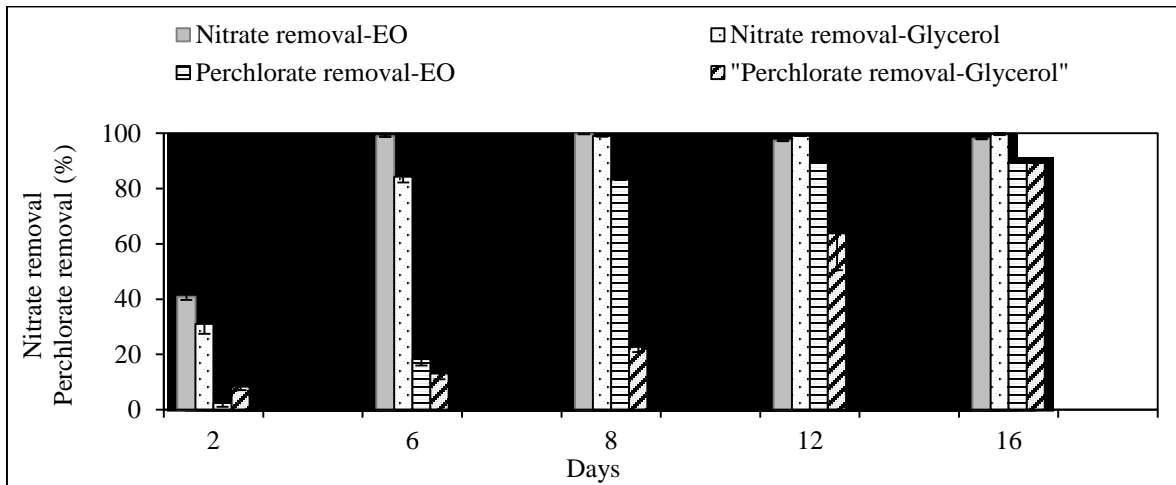 Nitrate removal-EO
Nitrate removal-Glycerol
Perchlorate removal-EO
"Perchlorate removal-Glycerol"
Nitrate removal
Perchlorate removal (%)
100
80
60
40
20
0
2
6
8
12
16
Days